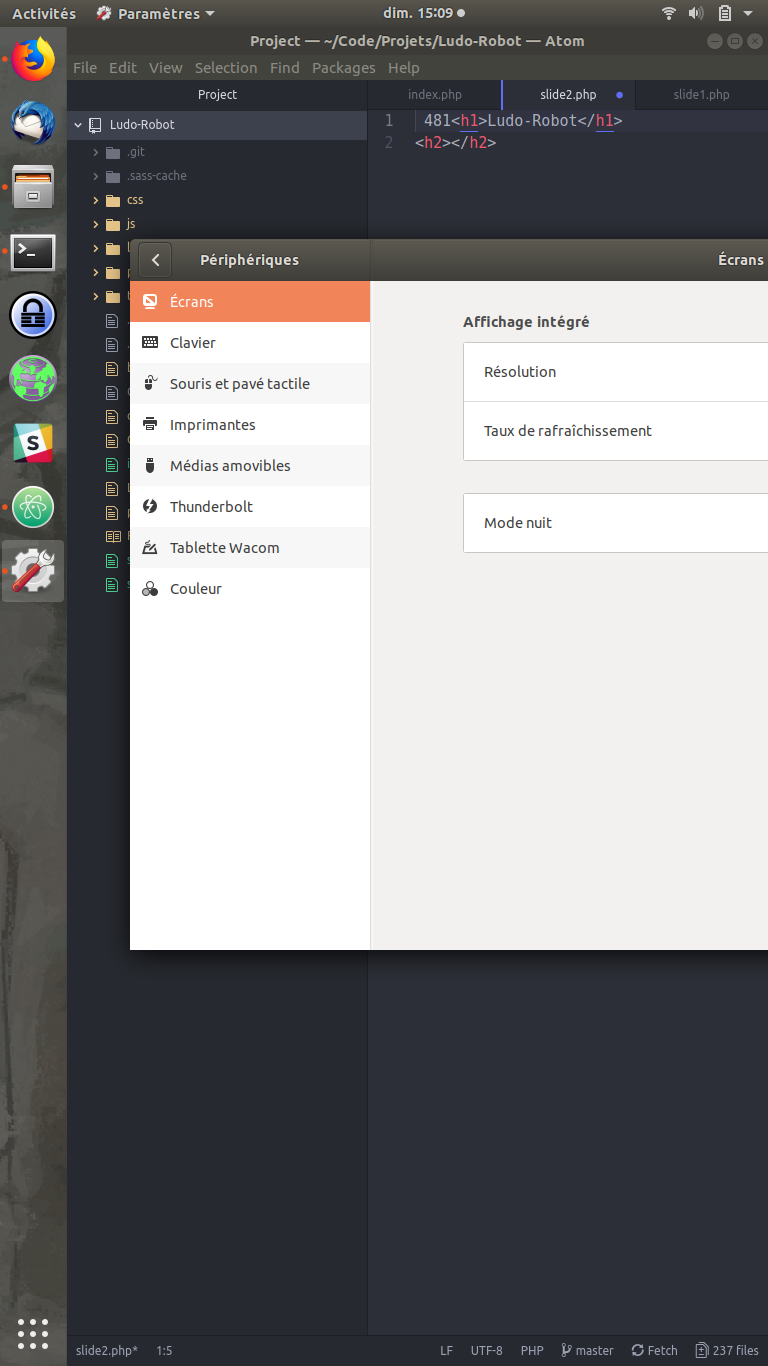 Activités Paramètres dim. 15:09
Project — ~/Code/Projets/Ludo-Robot — Atom
File Edit View Selection Find Packages Help
Project index.php slide2.php slide1.php
Ludo-Robot
1 481<h1>Ludo-Robot</h1>
2 <h2></h2>
.git
.sass-cache
css
js
Périphériques Écrans
Écrans
Clavier
Souris et pavé tactile
Imprimantes
Médias amovibles
Thunderbolt
Tablette Wacom
Couleur
Affichage intégré
Résolution
Taux de rafraîchissement
Mode nuit
slide2.php* 1:5 LF UTF-8 PHP master Fetch 237 files